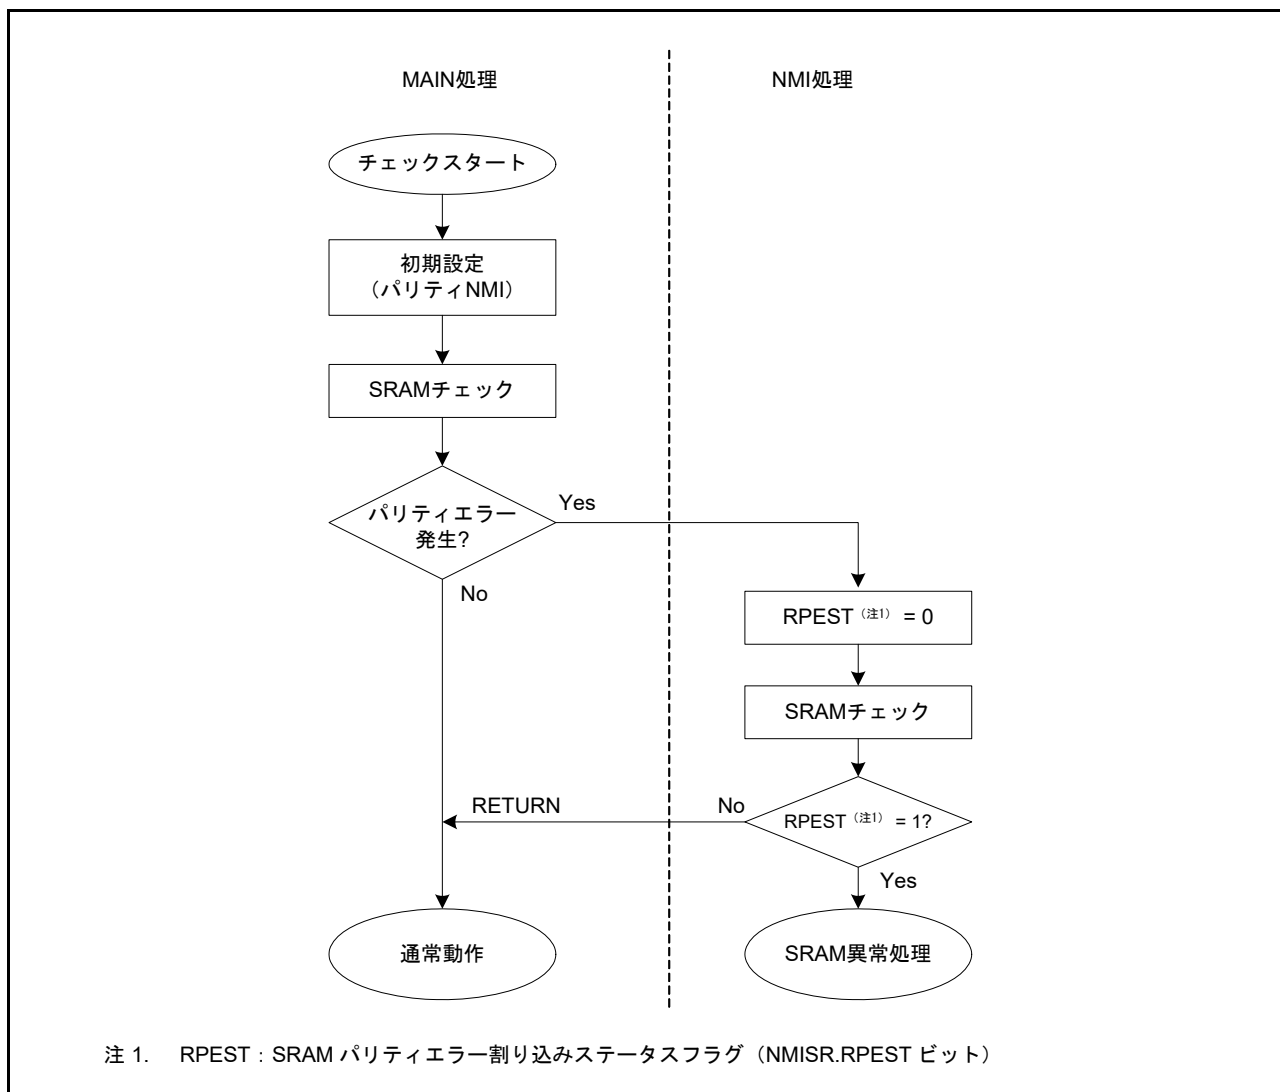 MAIN処理
NMI処理
チェックスタート
初期設定
（パリティNMI）
SRAMチェック
パリティエラー
発生?
Yes
No
RPEST（注1） = 0
SRAMチェック
RPEST（注1） = 1?
No
RETURN
Yes
通常動作
SRAM異常処理
注 1. RPEST：SRAM パリティエラー割り込みステータスフラグ（NMISR.RPEST ビット）